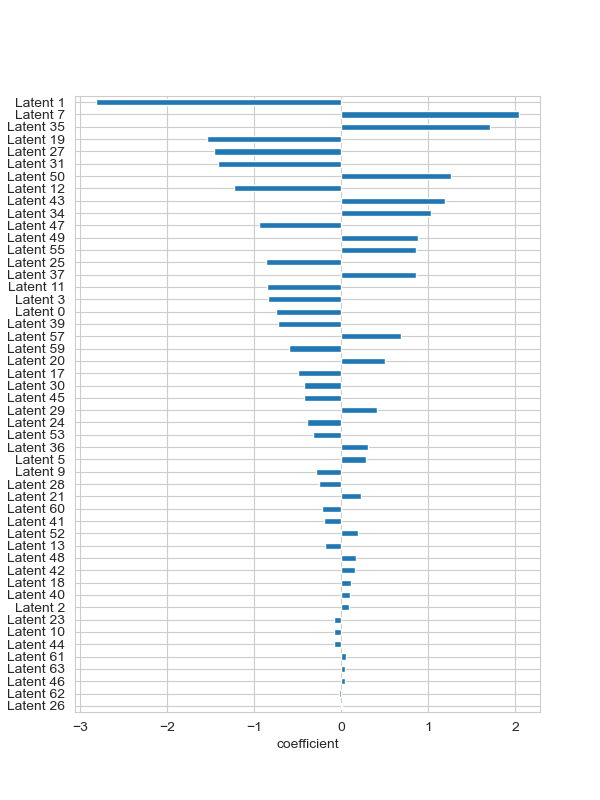 Latent 1
Latent 7
Latent 35
Latent 19
Latent 27
Latent 31
Latent 50
Latent 12
Latent 43
Latent 34
Latent 47
Latent 49
Latent 55
Latent 25
Latent 37
Latent 11
Latent 3
Latent 0
Latent 39
Latent 57
Latent 59
Latent 20
Latent 17
Latent 30
Latent 45
Latent 29
Latent 24
Latent 53
Latent 36
Latent 5
Latent 9
Latent 28
Latent 21
Latent 60
Latent 41
Latent 52
Latent 13
Latent 48
Latent 42
Latent 18
Latent 40
Latent 2
Latent 23
Latent 10
Latent 44
Latent 61
Latent 63
Latent 46
Latent 62
Latent 26
−3 −2 −1 0 1 2
coefficient